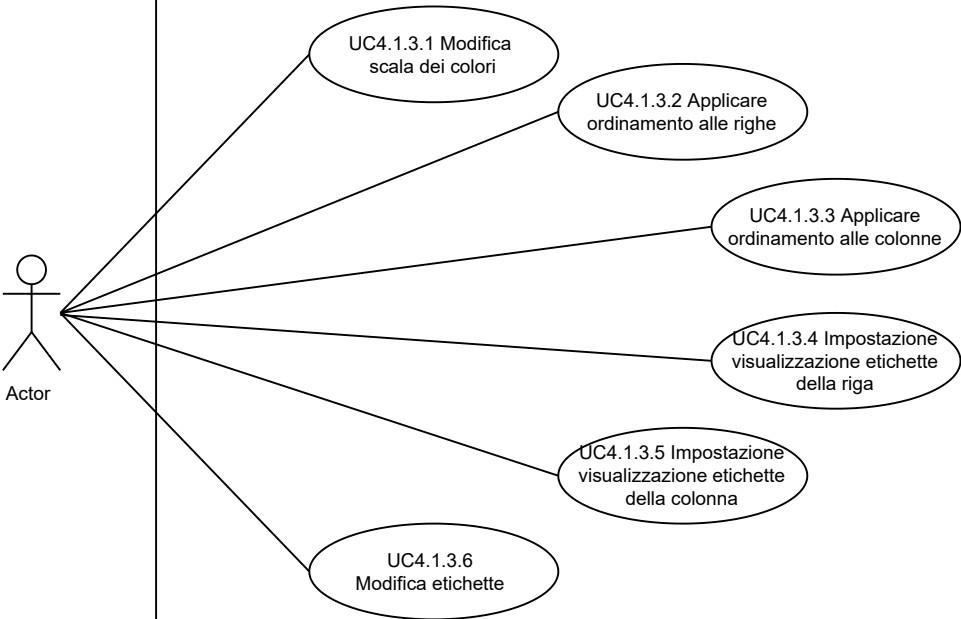 UC4.1.3.1 Modifica
scala dei colori
UC4.1.3.2 Applicare
ordinamento alle righe
UC4.1.3.3 Applicare
ordinamento alle colonne
UC4.1.3.4 Impostazione
visualizzazione etichette
della riga
Actor
UC4.1.3.5 Impostazione
visualizzazione etichette
della colonna
UC4.1.3.6
Modifica etichette